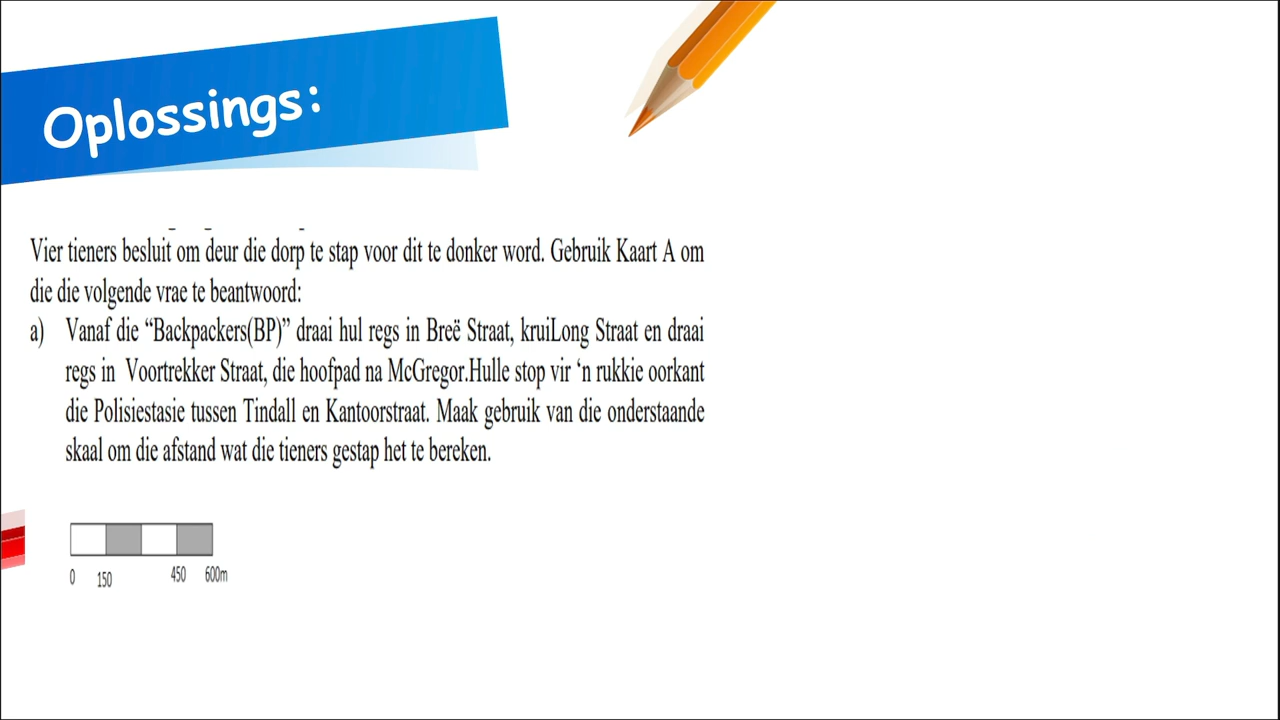 Oplossings:
Vier tieners besluit om deur die dorp te stap voor dit te donker word. Gebruik Kaart A om
die die volgende vrae te beantwoord:
a) Vanaf die “Backpackers(BP)” draai hul regs in Breë Straat, kruiLong Straat en draai
regs in Voortrekker Straat, die hoofpad na McGregor.Hulle stop vir ‘n rukkie oorkant
die Polisiestasie tussen Tindall en Kantoorstraat. Maak gebruik van die onderstaande
skaal om die afstand wat die tieners gestap het te bereken.
0 150 450 600m